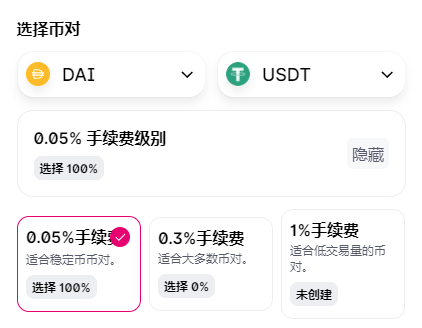 选择币对
DAI
USDT
0.05% 手续费级别
选择 100%
隐藏
0.05%手续
适合稳定币币对。
选择 100%
0.3%手续费
适合大多数币对。
选择 0%
1%手续费
适合低交易量的币
对。
未创建